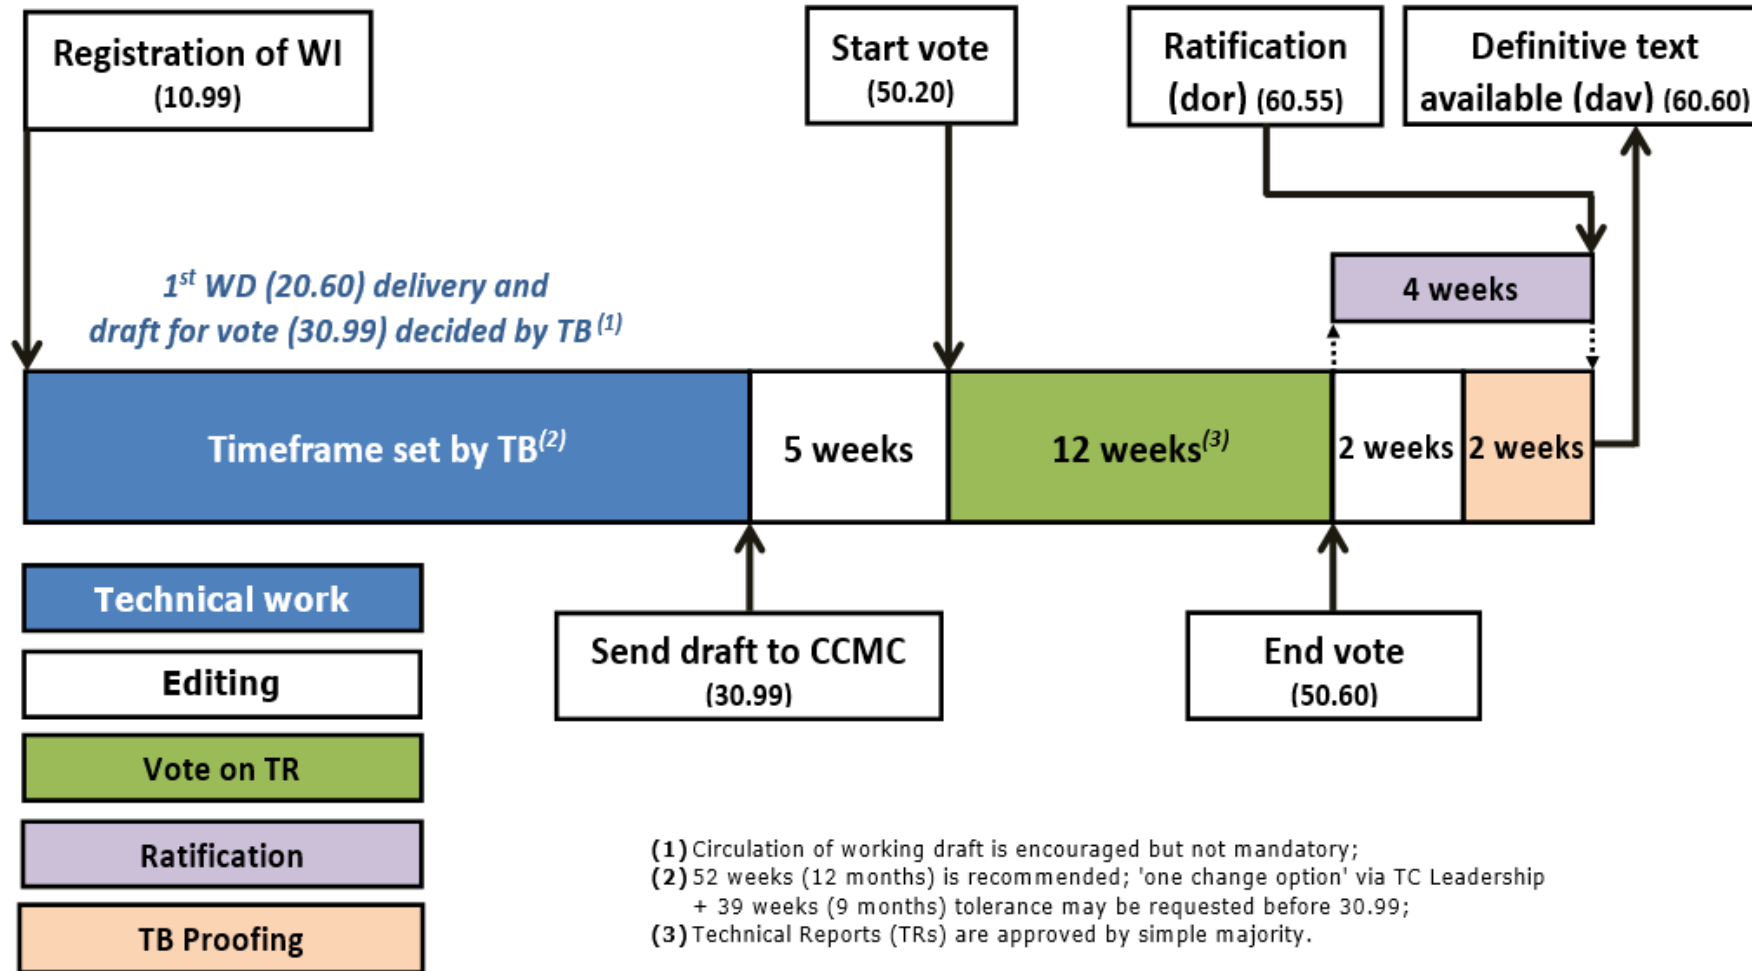 Registration of WI
(10.99)
Start vote
(50.20)
Ratification
(dor) (60.55)
Definitive text
available (dav) (60.60)
1st WD (20.60) delivery and
draft for vote (30.99) decided by TB (1)
4 weeks
Timeframe set by TB(2)
5 weeks
12 weeks(3)
2 weeks
2 weeks
Technical work
Editing
Vote on TR
Ratification
TB Proofing
Send draft to CCMC
(30.99)
End vote
(50.60)
(1) Circulation of working draft is encouraged but not mandatory;
(2) 52 weeks (12 months) is recommended; 'one change option' via TC Leadership
+ 39 weeks (9 months) tolerance may be requested before 30.99;
(3) Technical Reports (TRs) are approved by simple majority.